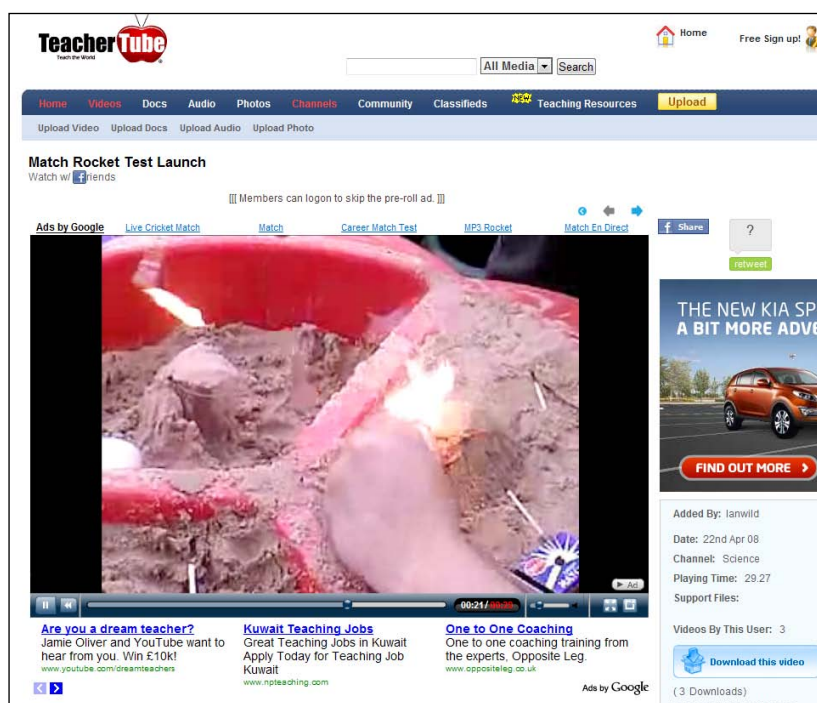 TeacherTube
Teach the World
Home
Free Sign up!
All Media
Search
Home Videos Docs Audio Photos Channels Community Classifieds NEW Teaching Resources Upload
Upload Video Upload Docs Upload Audio Upload Photo
Match Rocket Test Launch
Watch w/ friends
[[[ Members can logon to skip the pre-roll ad. ]]]
Ads by Google Live Cricket Match Match Career Match Test MP3 Rocket Match En Direct
f Share
?
retweet
THE NEW KIA SP
A BIT MORE ADVE
FIND OUT MORE
Ad
00:21/
Added By: Ianwild
Date: 22nd Apr 08
Channel: Science
Playing Time: 29.27
Support Files:
Videos By This User: 3
Download this video
( 3 Downloads)
Are you a dream teacher?
Jamie Oliver and YouTube want to
hear from you. Win £10k!
www.youtube.com/dreamteachers
Kuwait Teaching Jobs
Great Teaching Jobs in Kuwait
Apply Today for Teaching Job
Kuwait
www.npteaching.com
One to One Coaching
One to one coaching training from
the experts, Opposite Leg.
www.oppositeleg.co.uk
Ads by Google